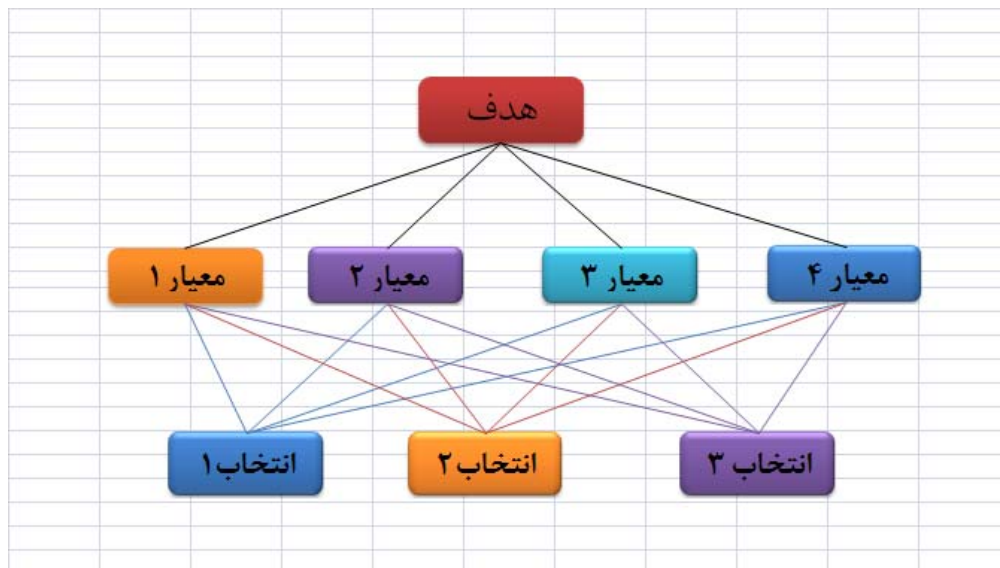 هدف
معیار ۱
معیار ۲
معیار ۳
معیار ۴
انتخاب۱
انتخاب۲
انتخاب ۳